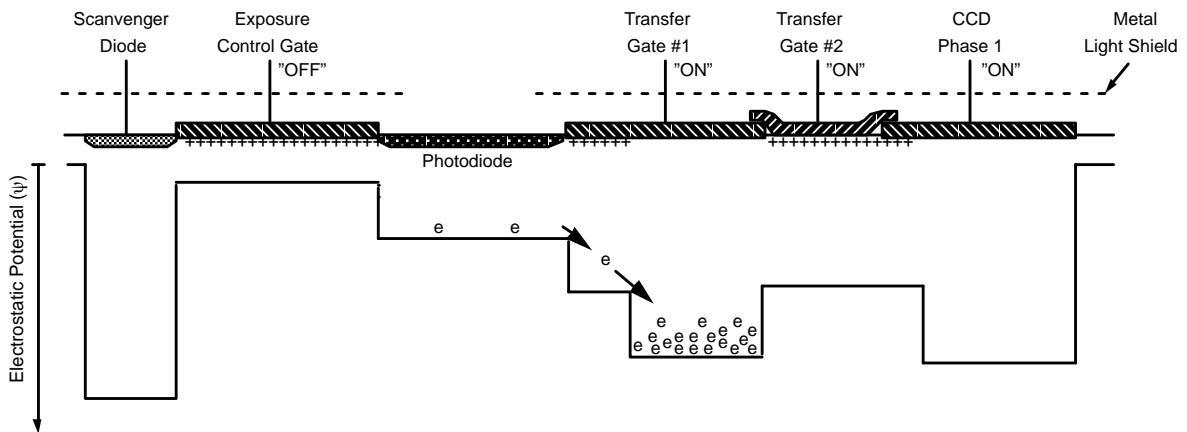 Scanvenger
Diode
Exposure
Control Gate
"OFF"
Transfer
Gate #1
"ON"
Transfer
Gate #2
"ON"
CCD
Phase 1
"ON"
Metal
Light Shield
++++++++++++++++++++
+++++++
+++++++++++++++
Photodiode
Electrostatic Potential (ψ)
e e
e
e e e e
e e e e e e e
e e e e e e e e